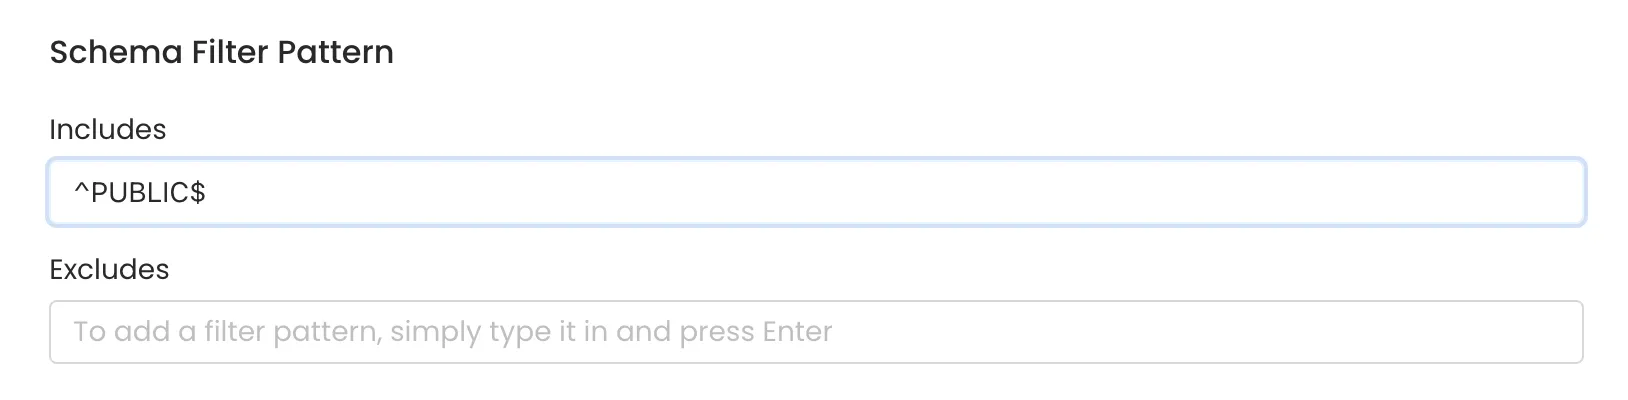 Schema Filter Pattern
Includes
^PUBLIC$
Excludes
To add a filter pattern, simply type it in and press Enter